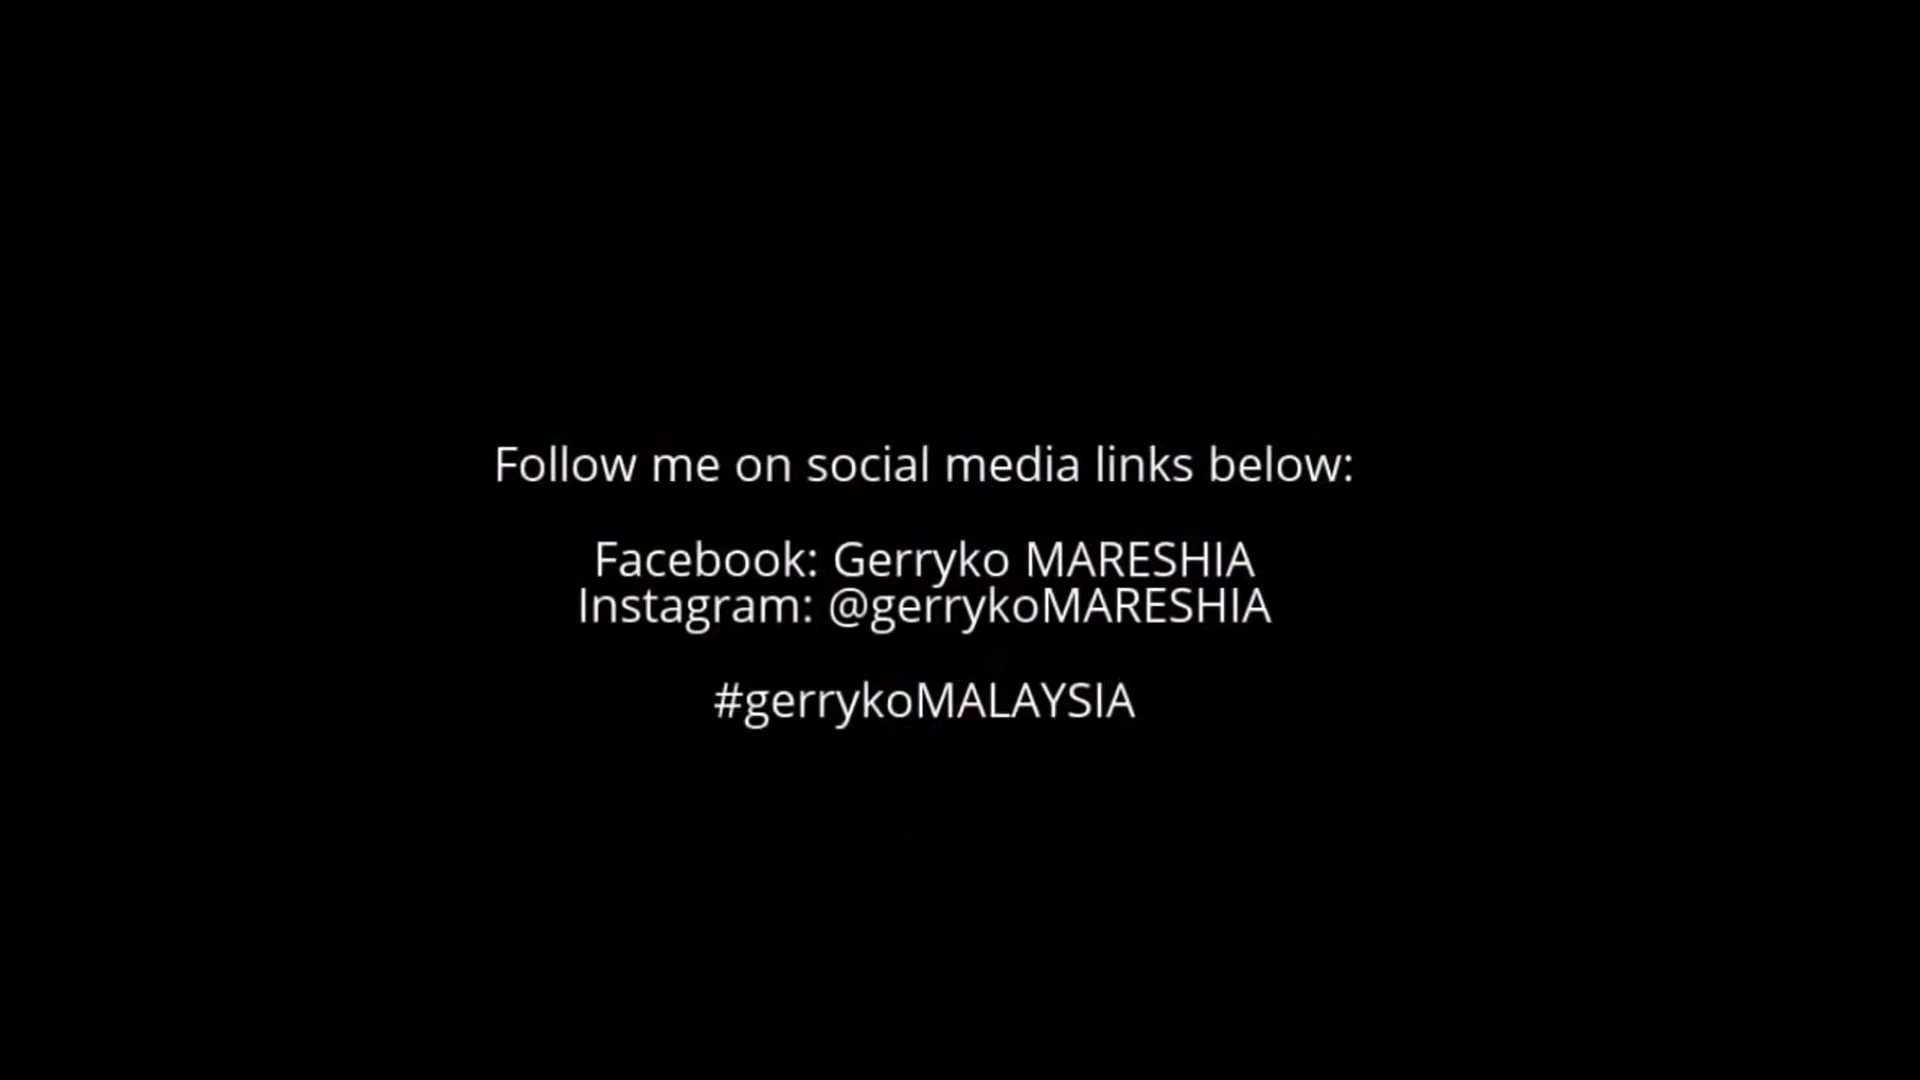 Follow me on social media links below:
Facebook: Gerryko MARESHIA
Instagram: @gerrykoMARESHIA
#gerrykoMALAYSIA